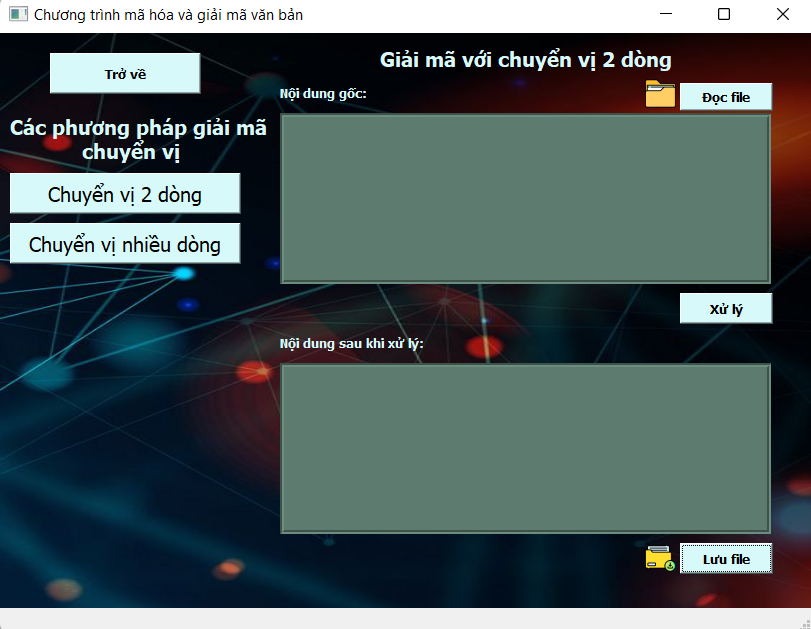 Chương trình mã hóa và giải mã văn bản
Trở về
Các phương pháp giải mã
chuyển vị
Chuyển vị 2 dòng
Chuyển vị nhiều dòng
Giải mã với chuyển vị 2 dòng
Nội dung gốc:
Đọc file
Xử lý
Nội dung sau khi xử lý:
Lưu file